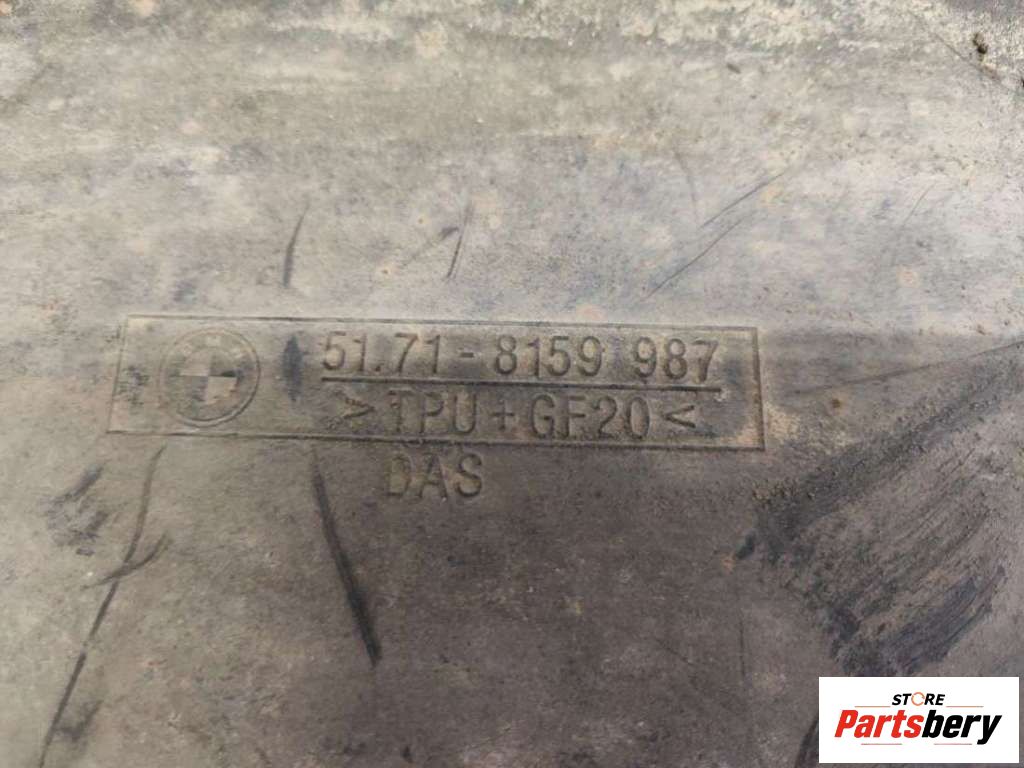 51.71-8159 987
>TPU+GF20<
DAS
STORE
Partsbery